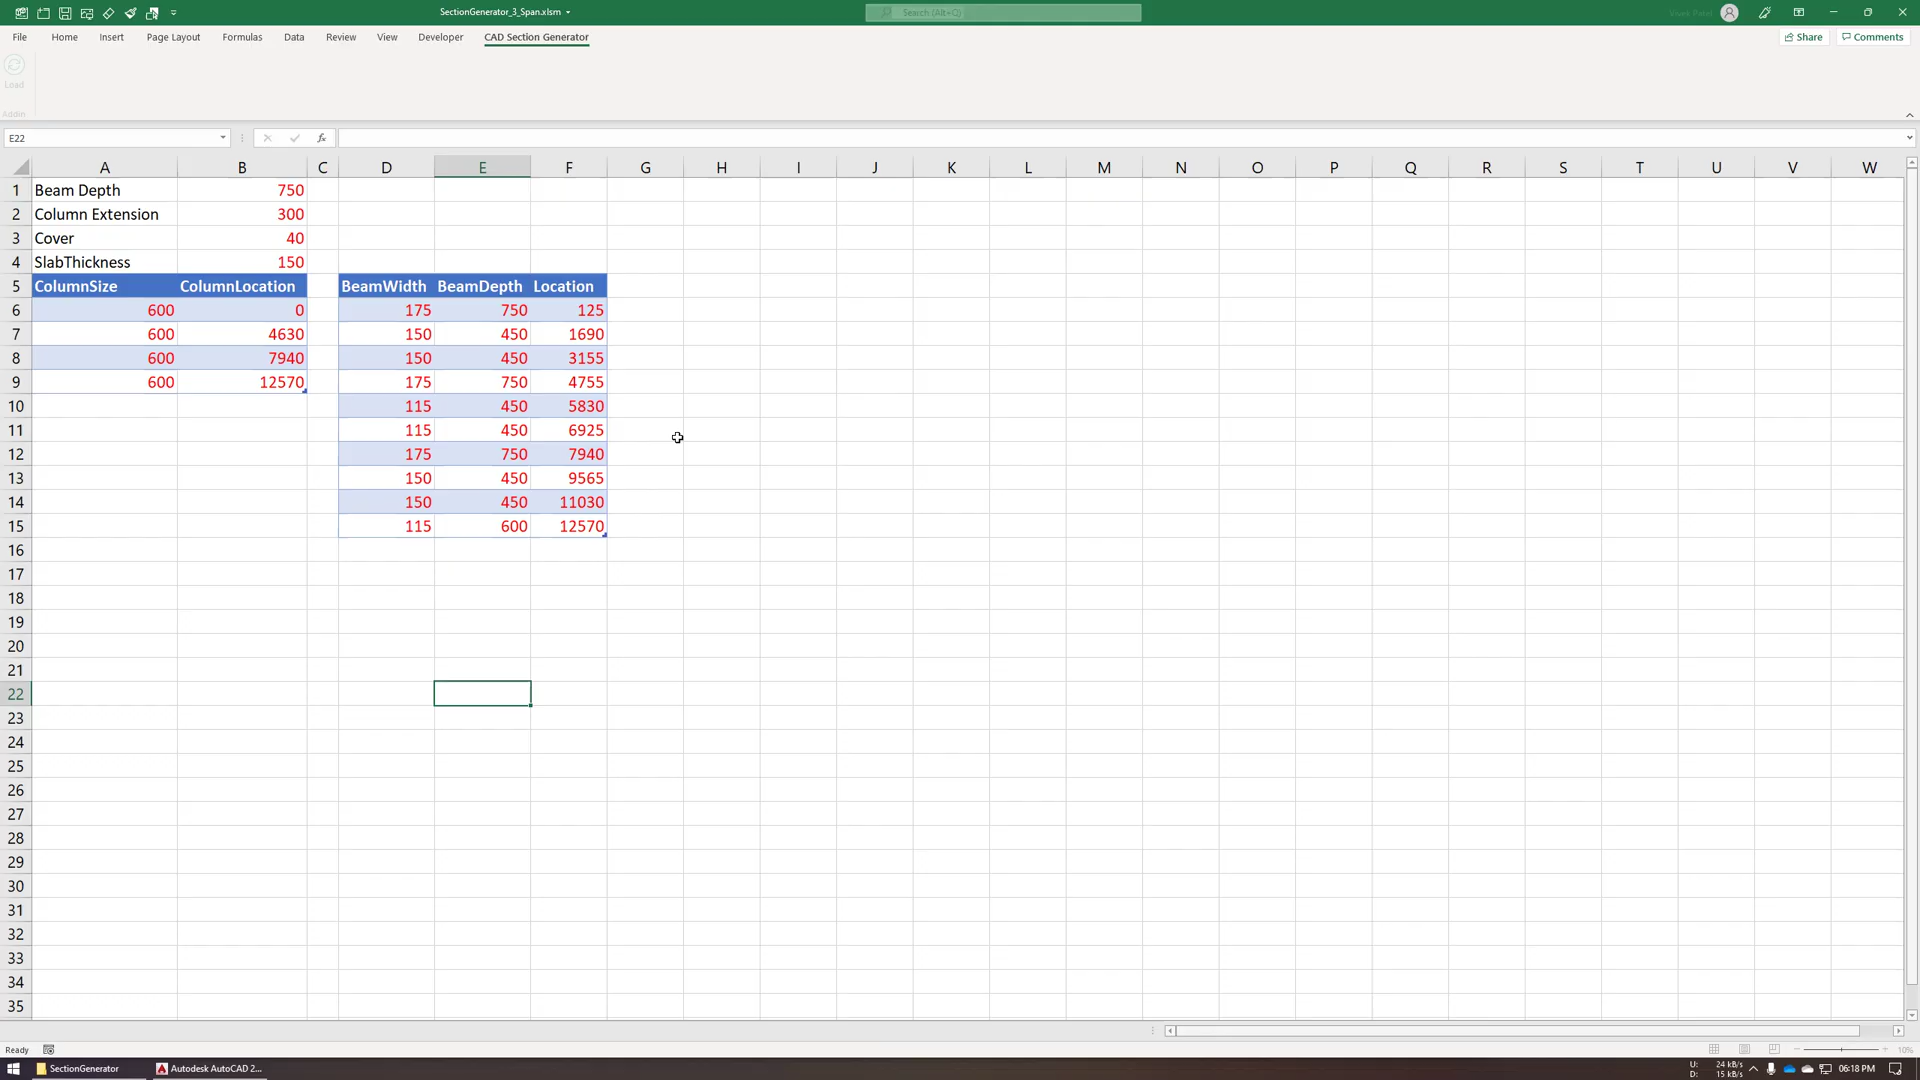 SectionGenerator_3_Span.xlsm
Search (Alt+Q)
File Home Insert Page Layout Formulas Data Review View Developer CAD Section Generator
Share Comments
Load
Addin
E22
fx
A B C D E F G H I J K L M N O P Q R S T U V W
1 Beam Depth 750
2 Column Extension 300
3 Cover 40
4 SlabThickness 150
5 ColumnSize ColumnLocation BeamWidth BeamDepth Location
6 600 0 175 750 125
7 600 4630 150 450 1690
8 600 7940 150 450 3155
9 600 12570 175 750 4755
10 115 450 5830
11 115 450 6925
12 175 750 7940
13 150 450 9565
14 150 450 11030
15 115 600 12570
16
17
18
19
20
21
22
23
24
25
26
27
28
29
30
31
32
33
34
35
Ready
10%
SectionGenerator Autodesk AutoCAD 2...
U: 24 kB/s
D: 15 kB/s
06:18 PM